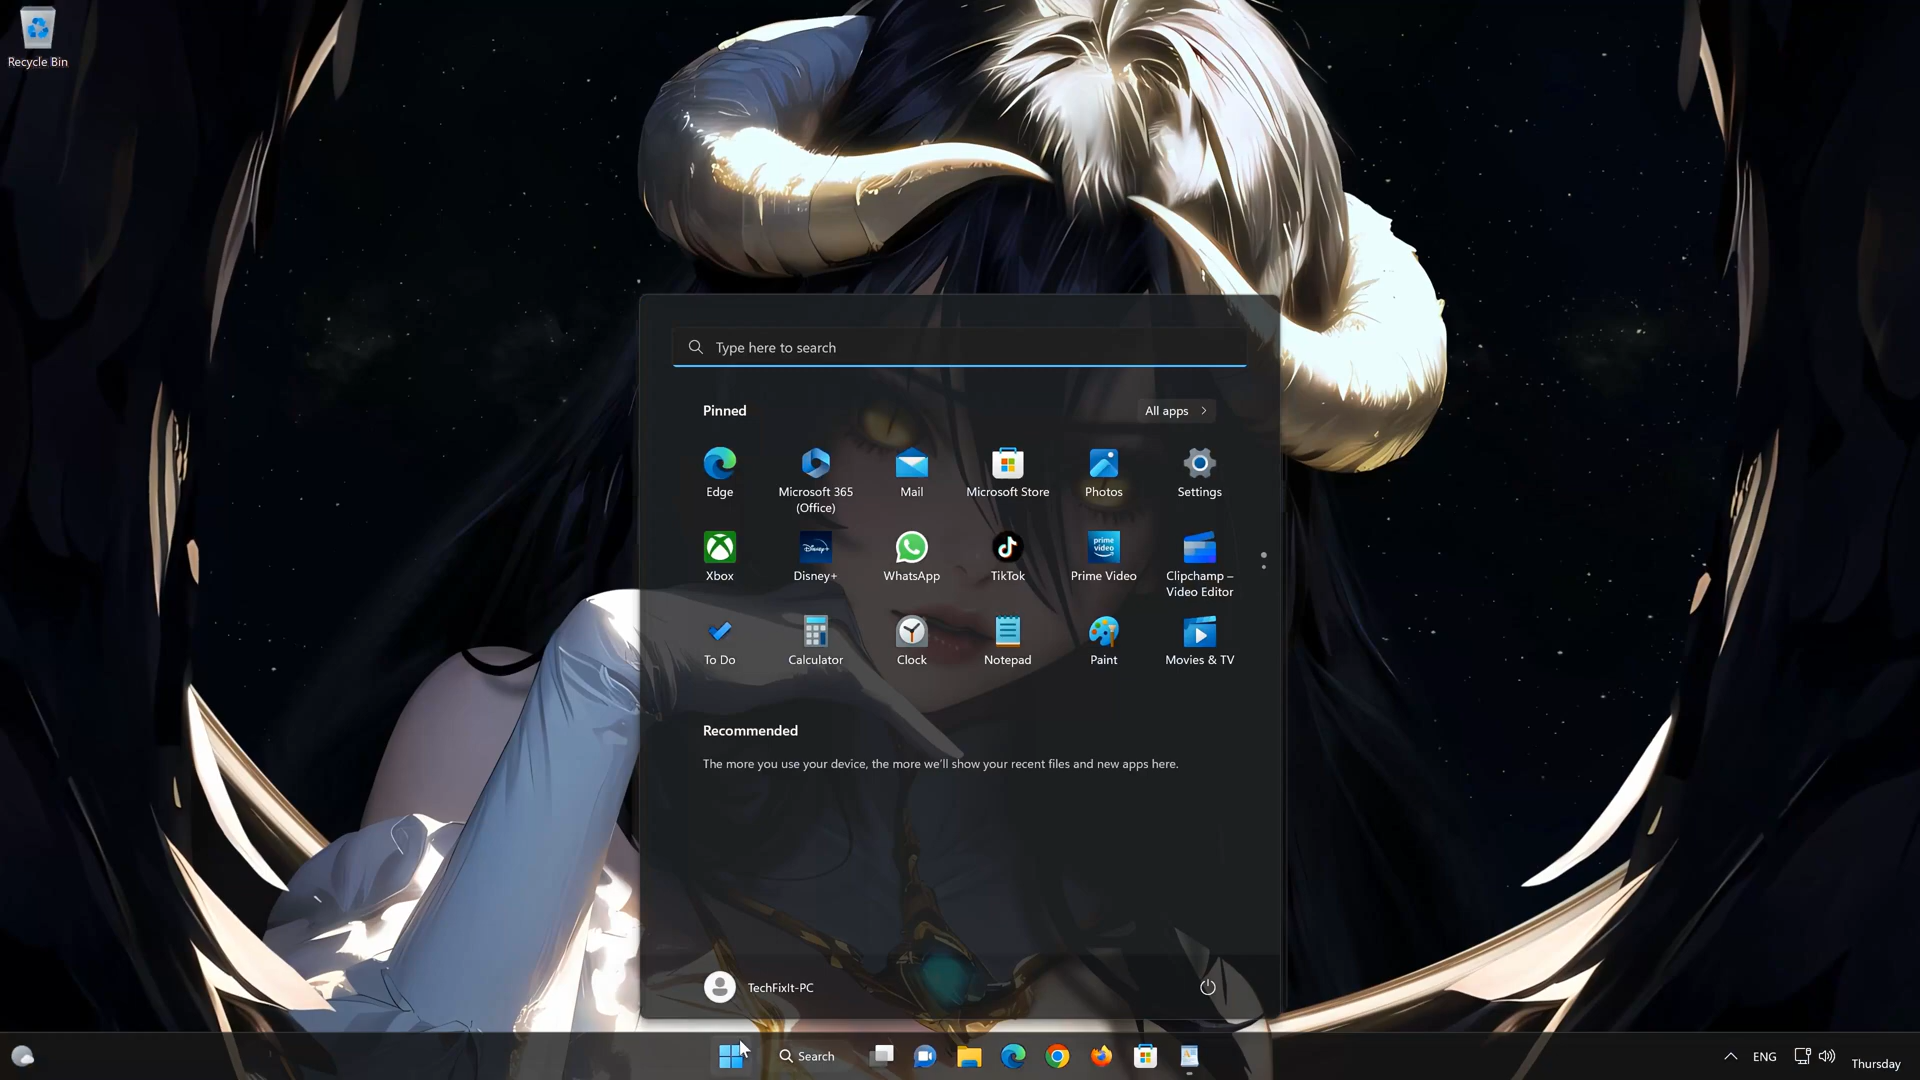 Recycle Bin
Type here to search
Pinned
All apps
Edge
Microsoft 365
(Office)
Mail
Microsoft Store
Photos
Settings
Xbox
Disney+
Disney+
WhatsApp
TikTok
prime
video
Prime Video
Clipchamp –
Video Editor
To Do
Calculator
Clock
Notepad
Paint
Movies & TV
Recommended
The more you use your device, the more we'll show your recent files and new apps here.
TechFixIt-PC
Search
ENG
Thursday